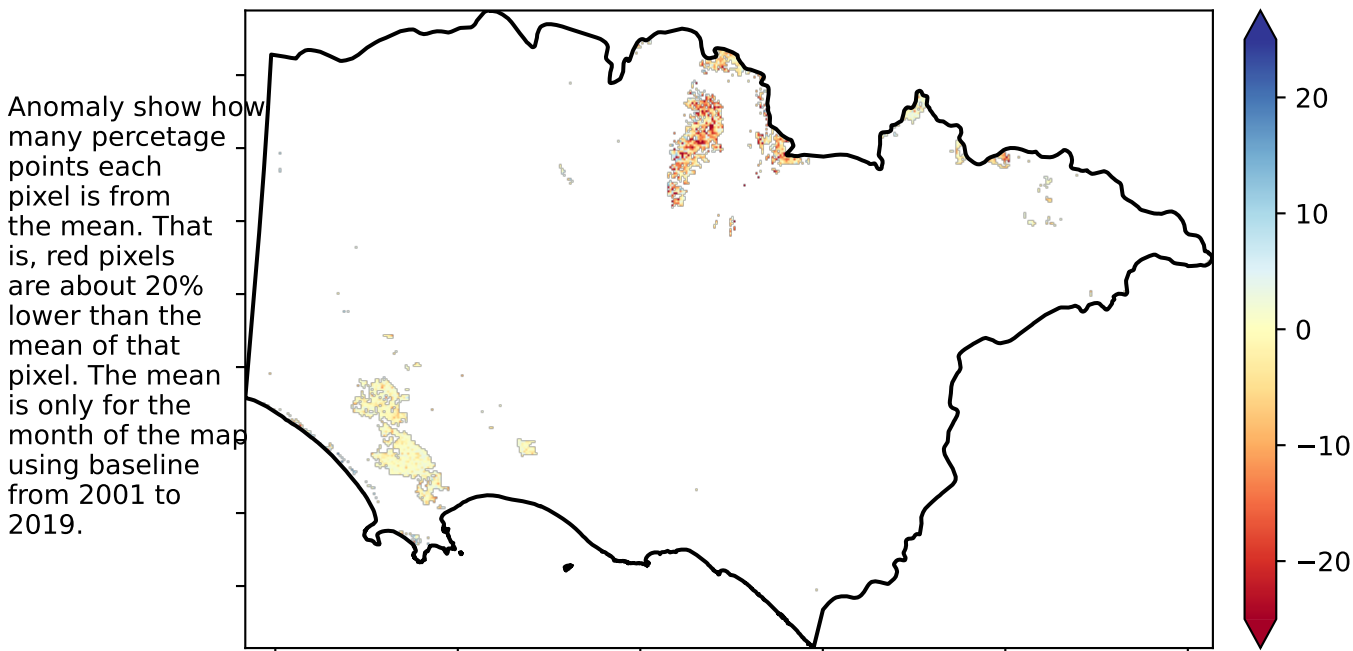 Anomaly show how
many percetage
points each
pixel is from
the mean. That
is, red pixels
are about 20%
lower than the
mean of that
pixel. The mean
is only for the
month of the map
using baseline
from 2001 to
2019.
20
10
0
−10
−20